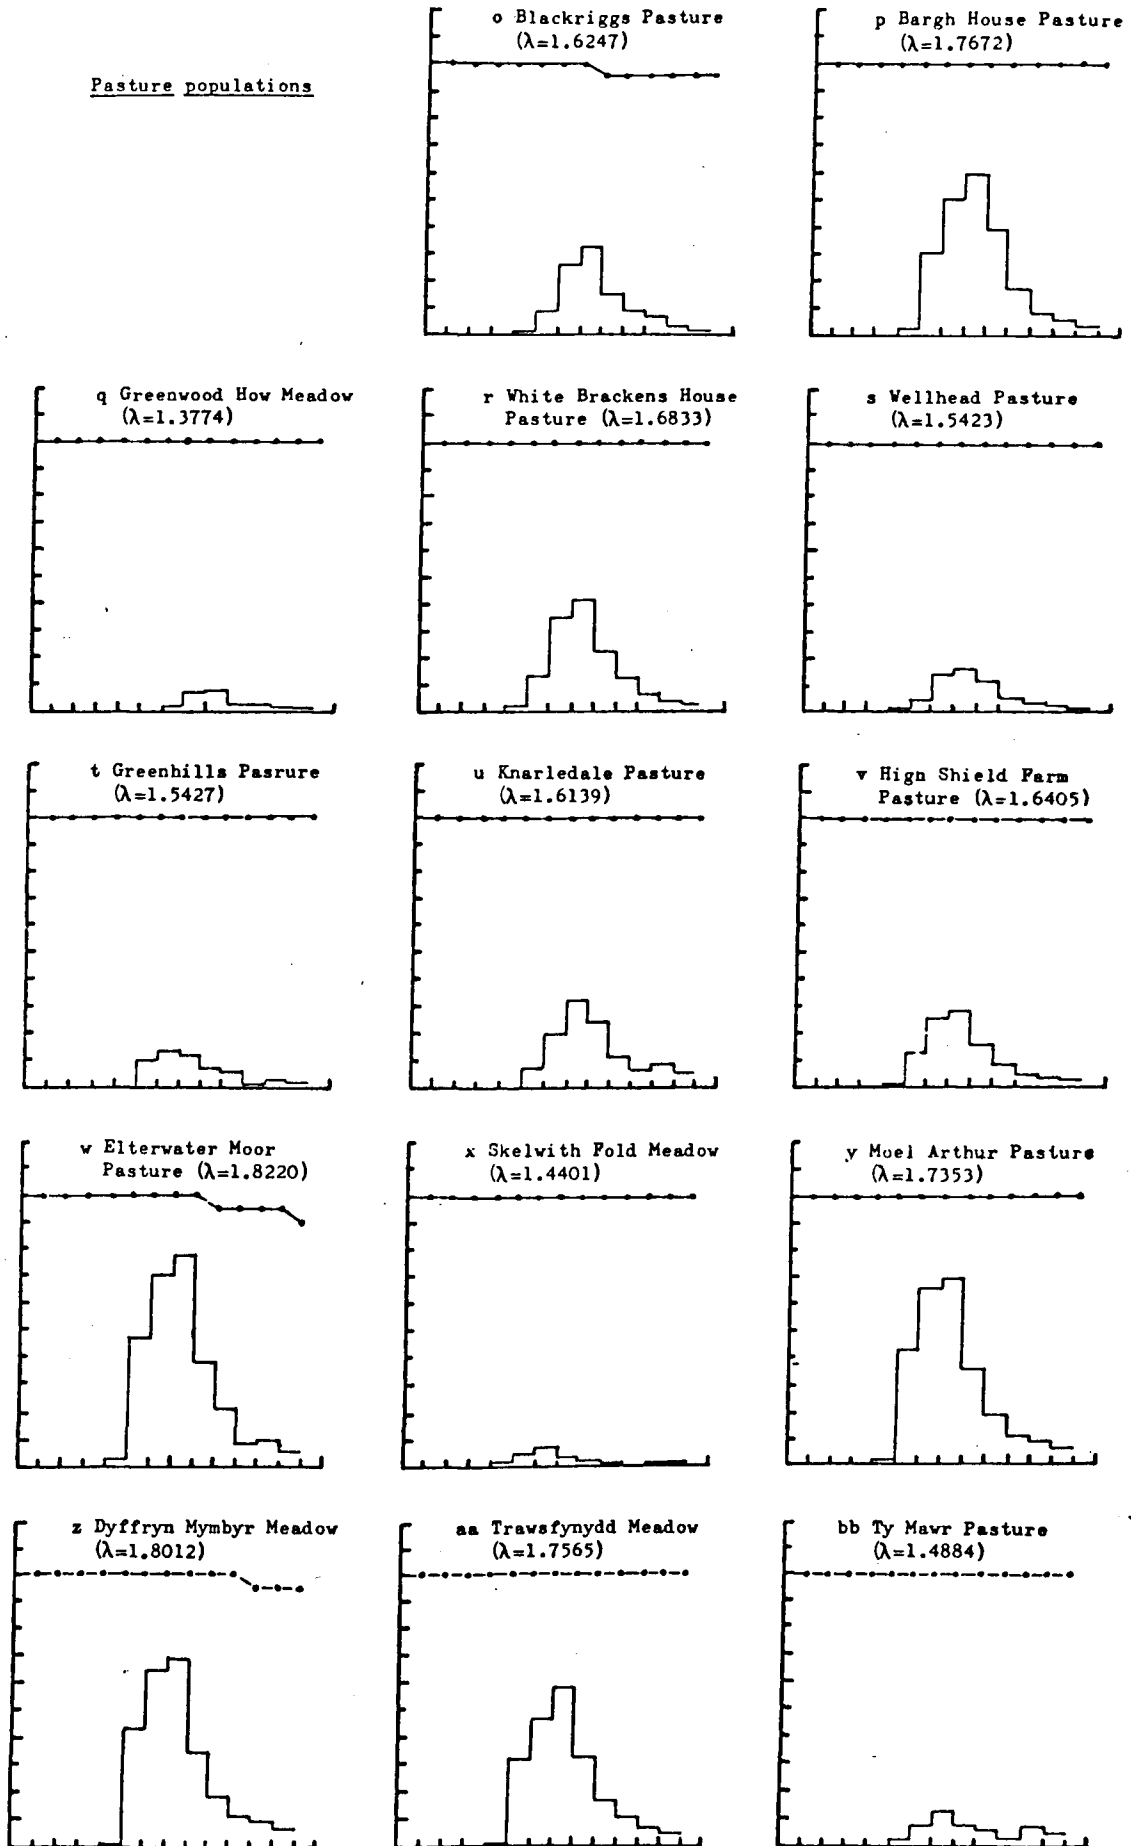 Pasture populations
o Blackriggs Pasture
(λ=1.6247)
p Bargh House Pasture
(λ=1.7672)
q Greenwood How Meadow
(λ=1.3774)
r White Brackens House
Pasture (λ=1.6833)
s Wellhead Pasture
(λ=1.5423)
t Greenhills Pasrure
(λ=1.5427)
u Knarledale Pasture
(λ=1.6139)
v High Shield Farm
Pasture (λ=1.6405)
w Elterwater Moor
Pasture (λ=1.8220)
x Skelwith Fold Meadow
(λ=1.4401)
y Moel Arthur Pasture
(λ=1.7353)
z Dyffryn Mymbyr Meadow
(λ=1.8012)
aa Trawsfynydd Meadow
(λ=1.7565)
bb Ty Mawr Pasture
(λ=1.4884)